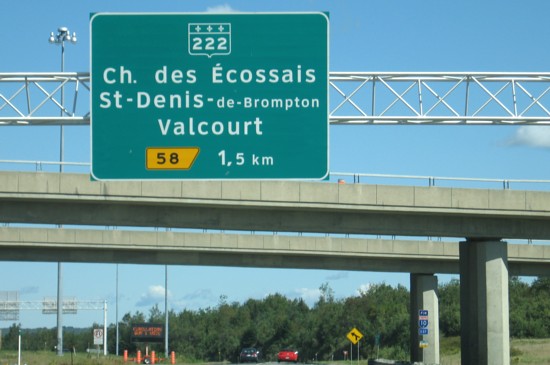 222
Ch. des Écossais
St-Denis-de-Brompton
Valcourt
58 1,5 km